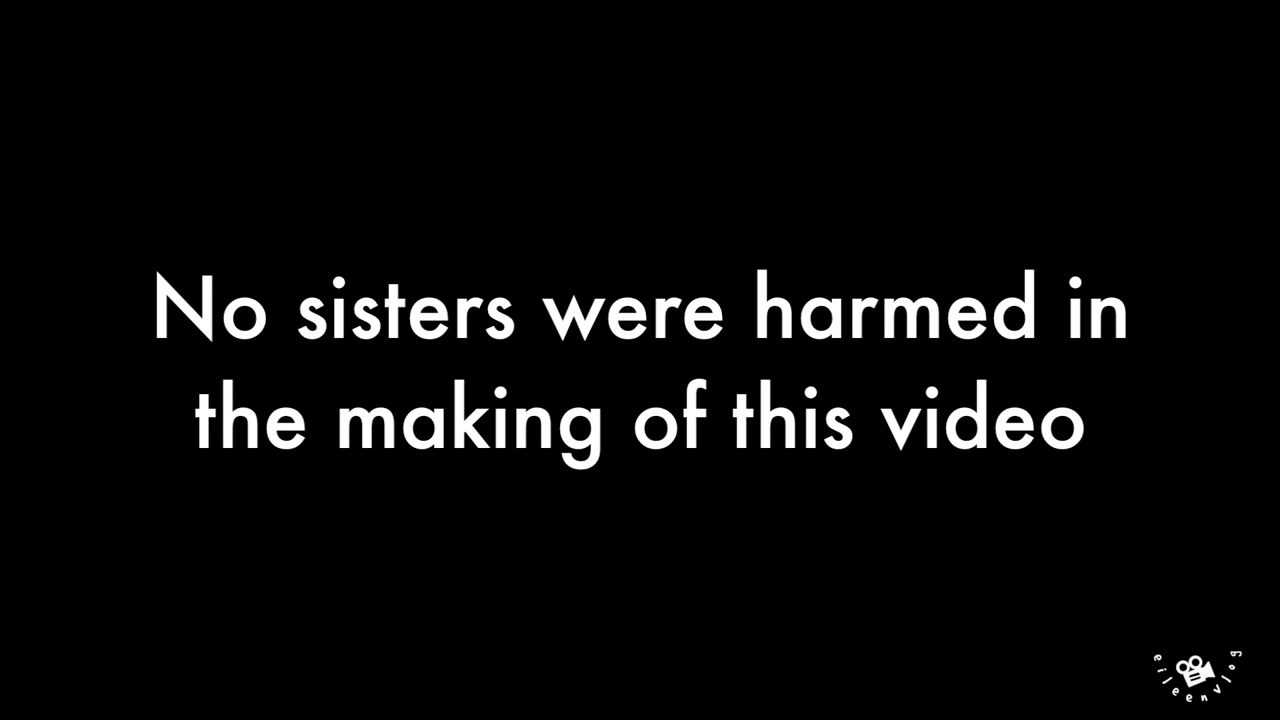 No sisters were harmed in
the making of this video
eileenvlog